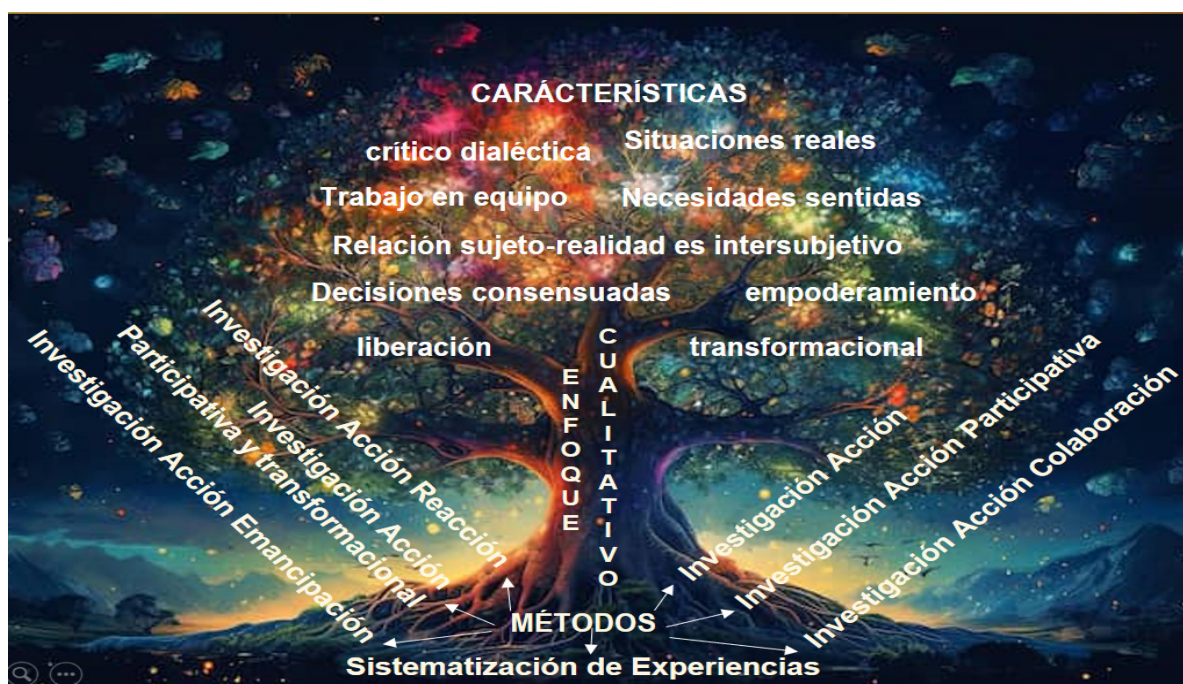 CARÁCTERÍSTICAS
crítico dialéctica
Situaciones reales
Trabajo en equipo
Necesidades sentidas
Relación sujeto-realidad es intersubjetivo
Decisiones consensuadas
empoderamiento
liberación
transformacional
ENFOQUE
CUALITATIVO
Investigación Acción Emancipación
Investigación Acción
Participativa y transformacional
Investigación Acción Reacción
Investigación Acción
Investigación Acción Participativa
Investigación Acción Colaboración
MÉTODOS
Sistematización de Experiencias